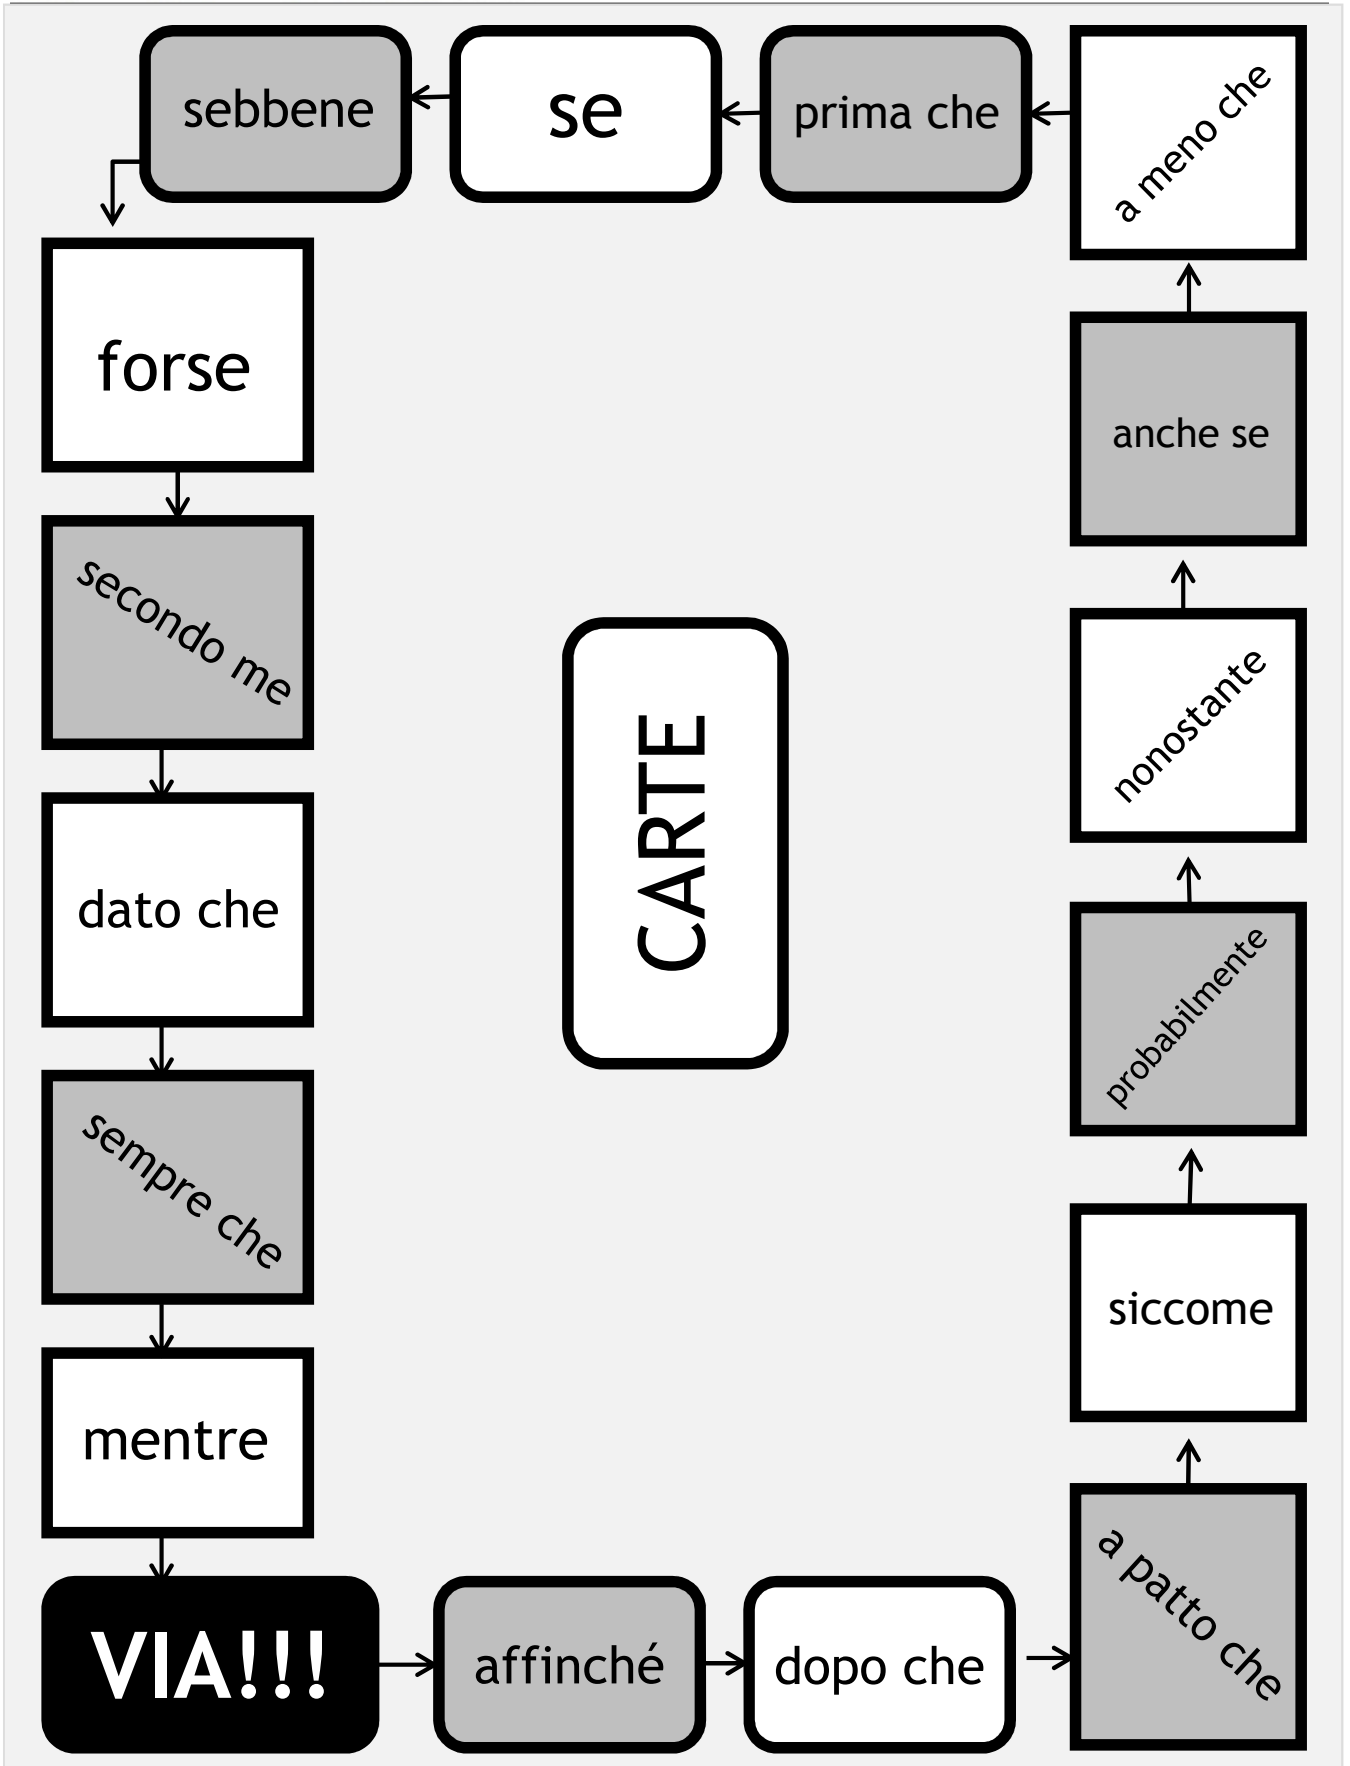 sebbene
se
prima che
a meno che
forse
anche se
secondo me
nonostante
CARTE
dato che
probabilmente
sempre che
siccome
mentre
a patto che
VIA!!!
affinché
dopo che